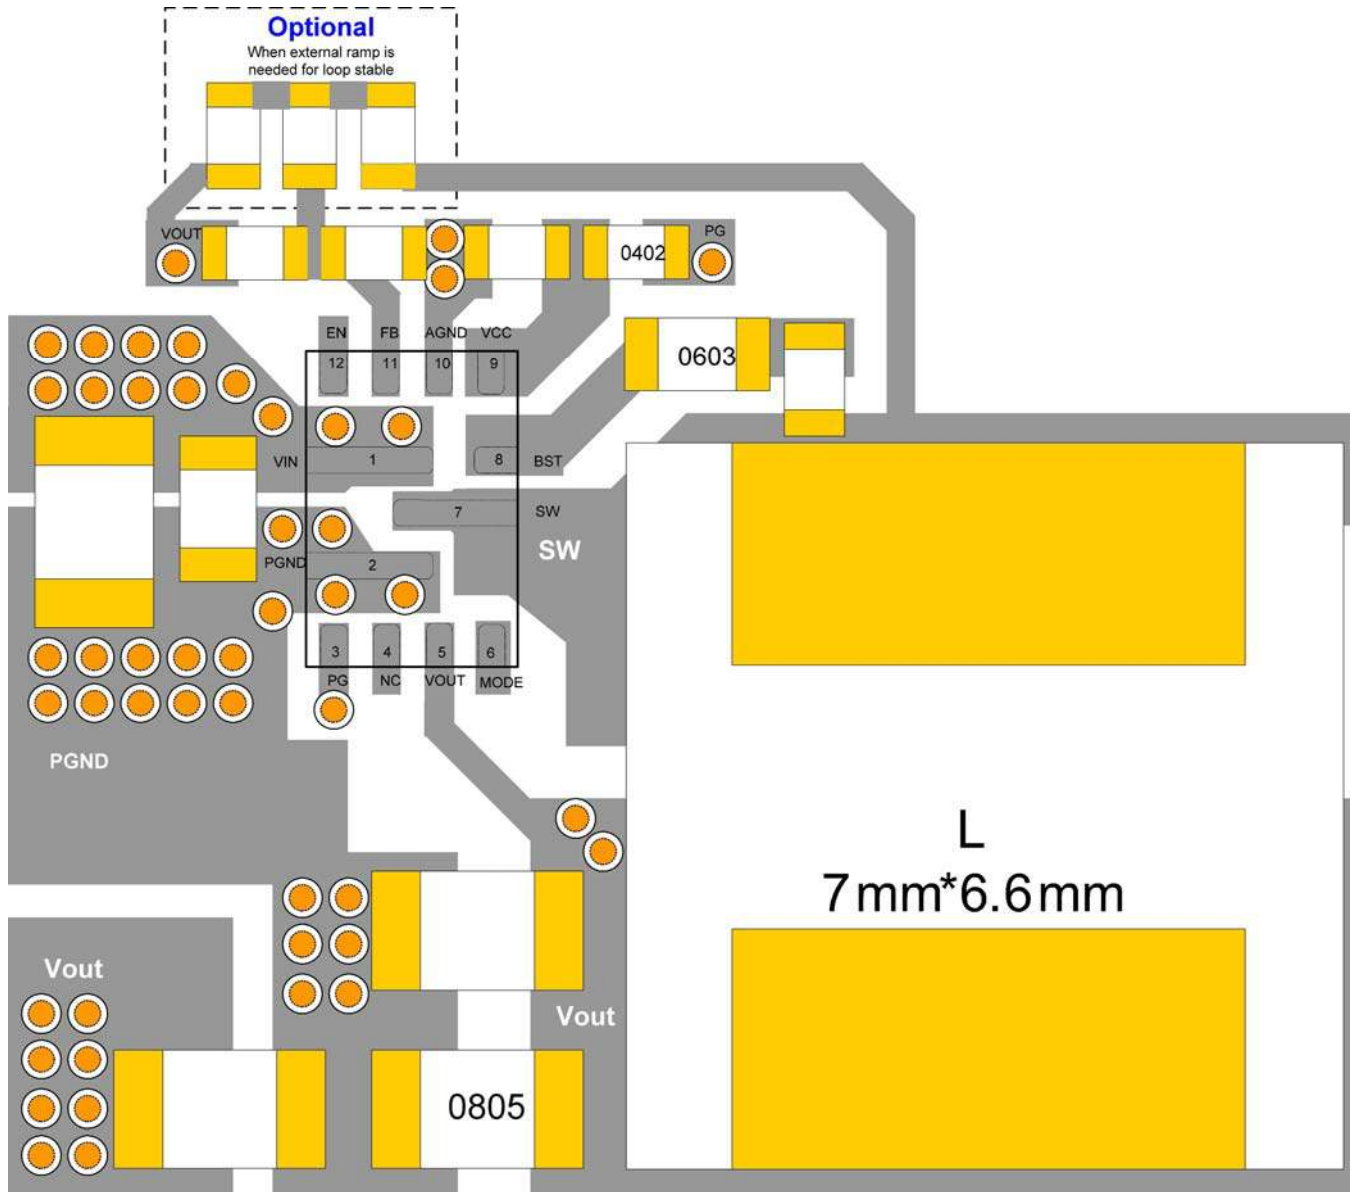 Optional
When external ramp is
needed for loop stable
VOUT
0402
PG
EN
FB
AGND
VCC
12
11
10
9
0603
VIN
1
8
BST
7
SW
SW
PGND
2
3
4
5
6
PG
NC
VOUT
MODE
PGND
L
7mm*6.6mm
Vout
Vout
0805